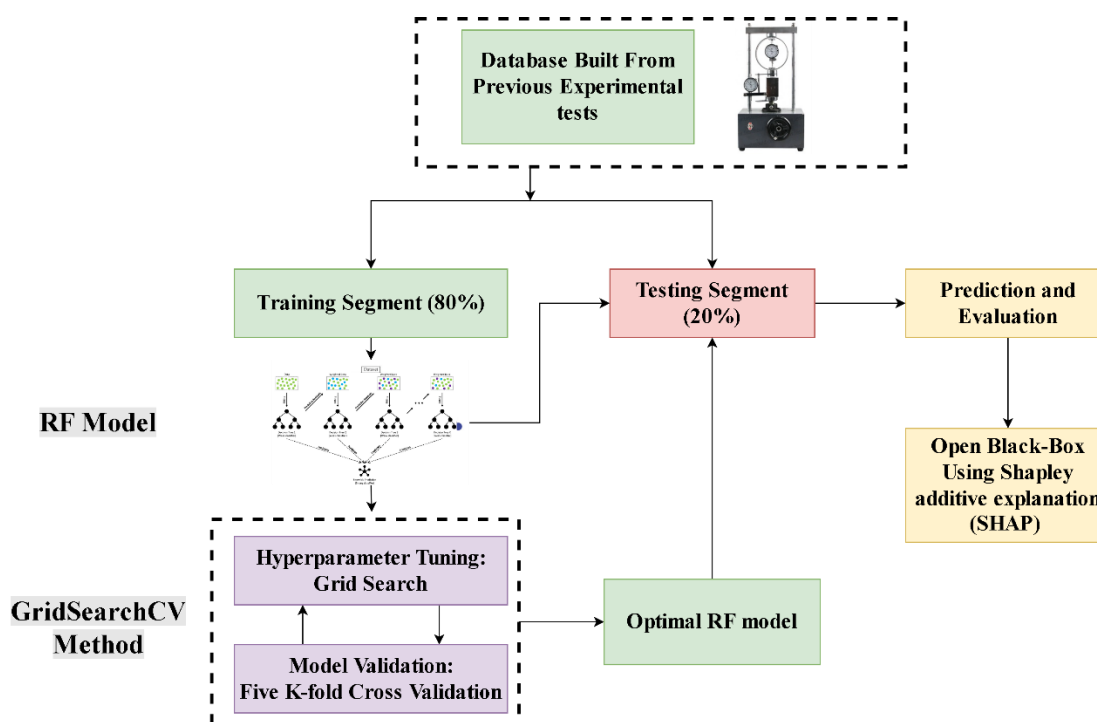 Database Built From
Previous Experimental
tests
Training Segment (80%)
Testing Segment
(20%)
Prediction and
Evaluation
Dataset
RF Model
Open Black-Box
Using Shapley
additive explanation
(SHAP)
Hyperparameter Tuning:
Grid Search
GridSearchCV
Method
Optimal RF model
Model Validation:
Five K-fold Cross Validation